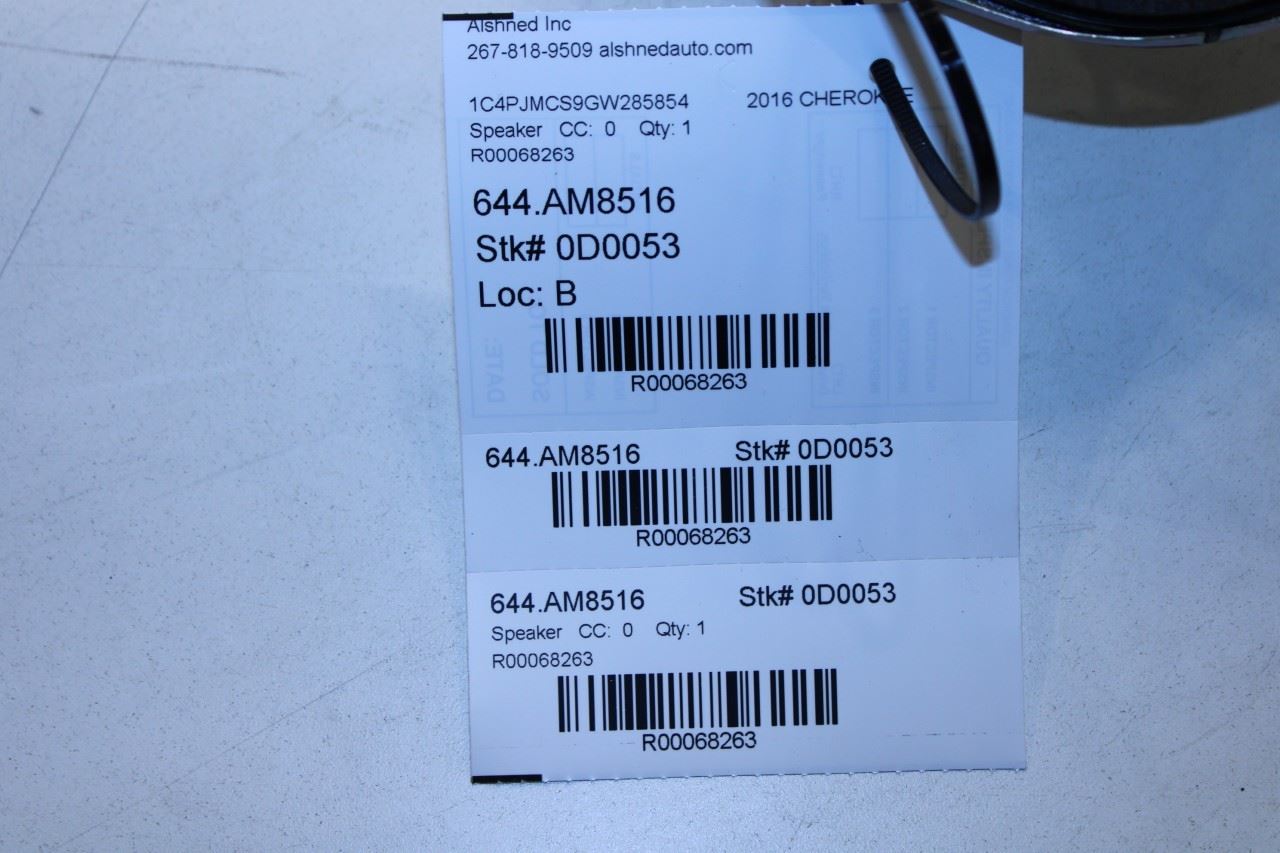 Alshned Inc
267-818-9509 alshnedauto.com
1C4PJMCS9GW285854 2016 CHEROKEE
Speaker CC: 0 Qty: 1
R00068263
644.AM8516
Stk# 0D0053
Loc: B
R00068263
644.AM8516 Stk# 0D0053
R00068263
644.AM8516 Stk# 0D0053
Speaker CC: 0 Qty: 1
R00068263
R00068263